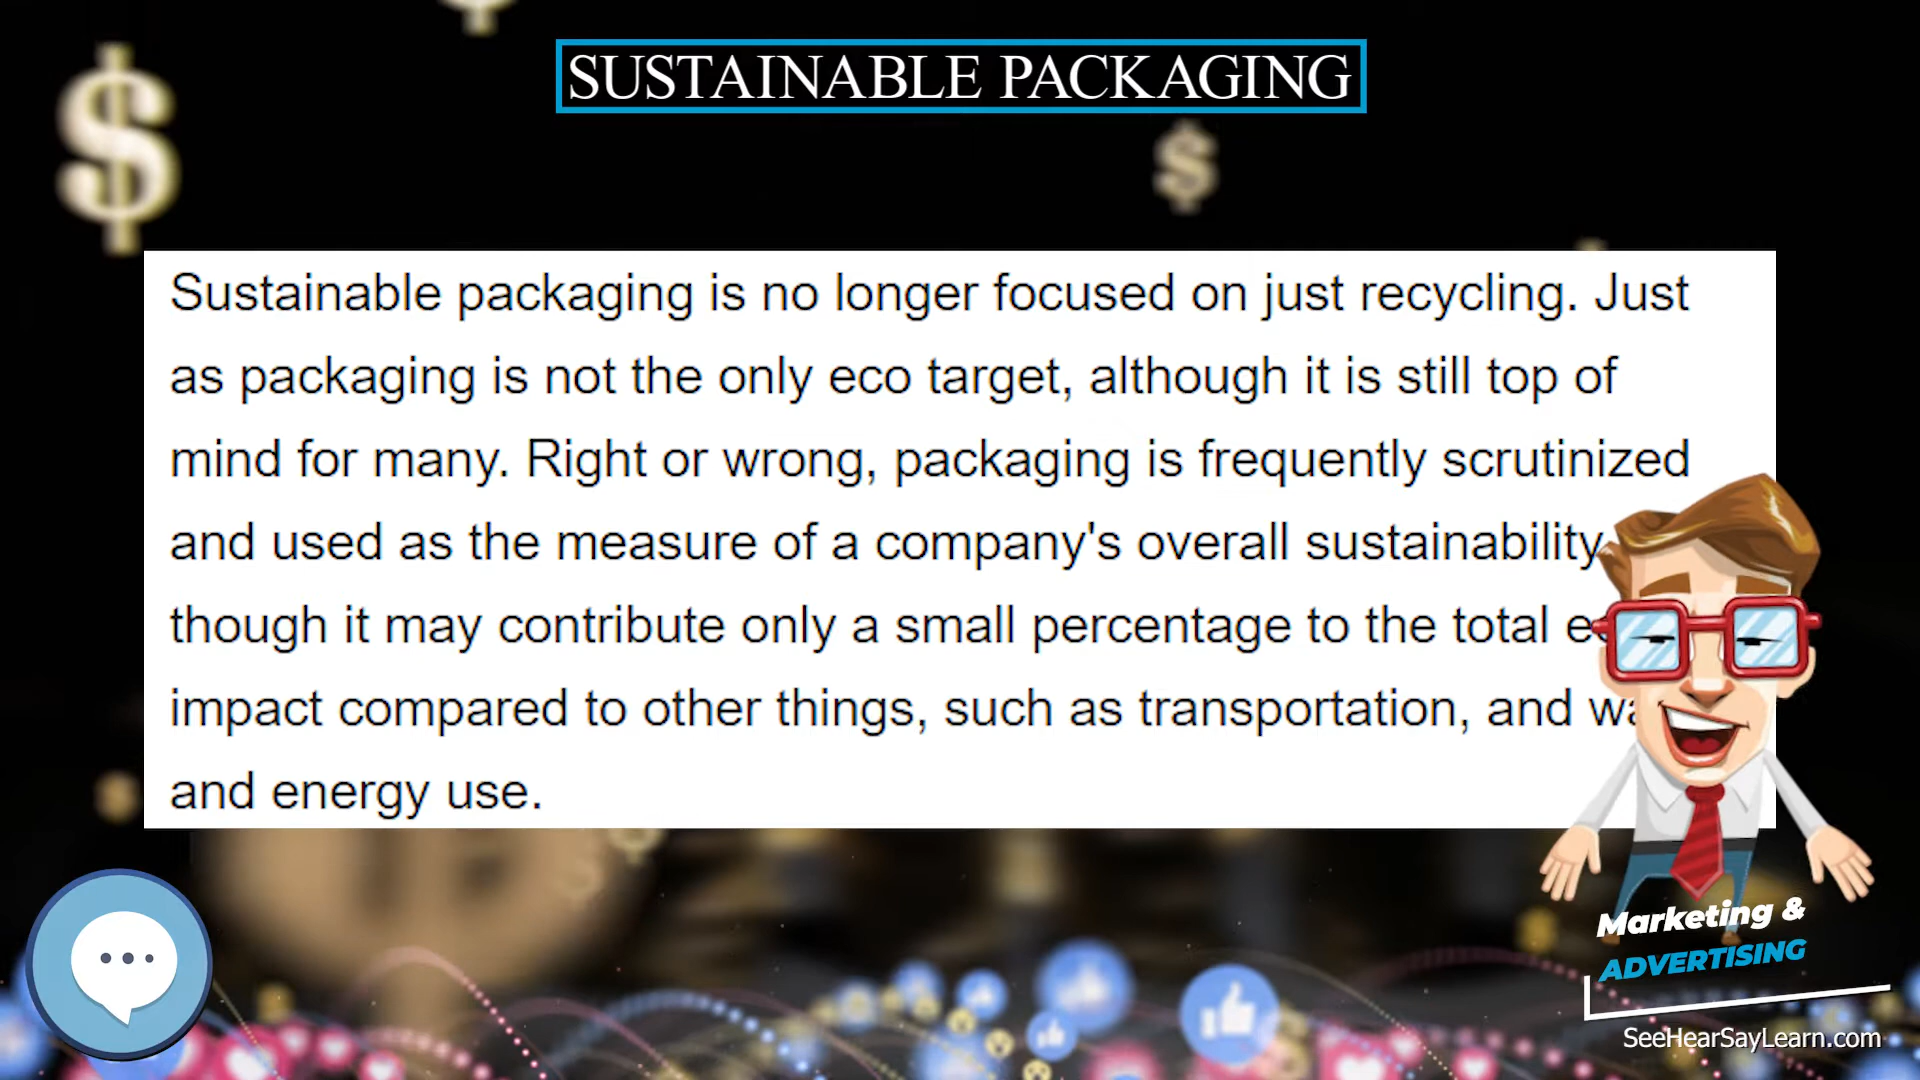 SUSTAINABLE PACKAGING
Sustainable packaging is no longer focused on just recycling. Just
as packaging is not the only eco target, although it is still top of
mind for many. Right or wrong, packaging is frequently scrutinized
and used as the measure of a company's overall sustainability,
though it may contribute only a small percentage to the total
impact compared to other things, such as transportation, and
and energy use.
Marketing &
ADVERTISING
SeeHearSayLearn.com